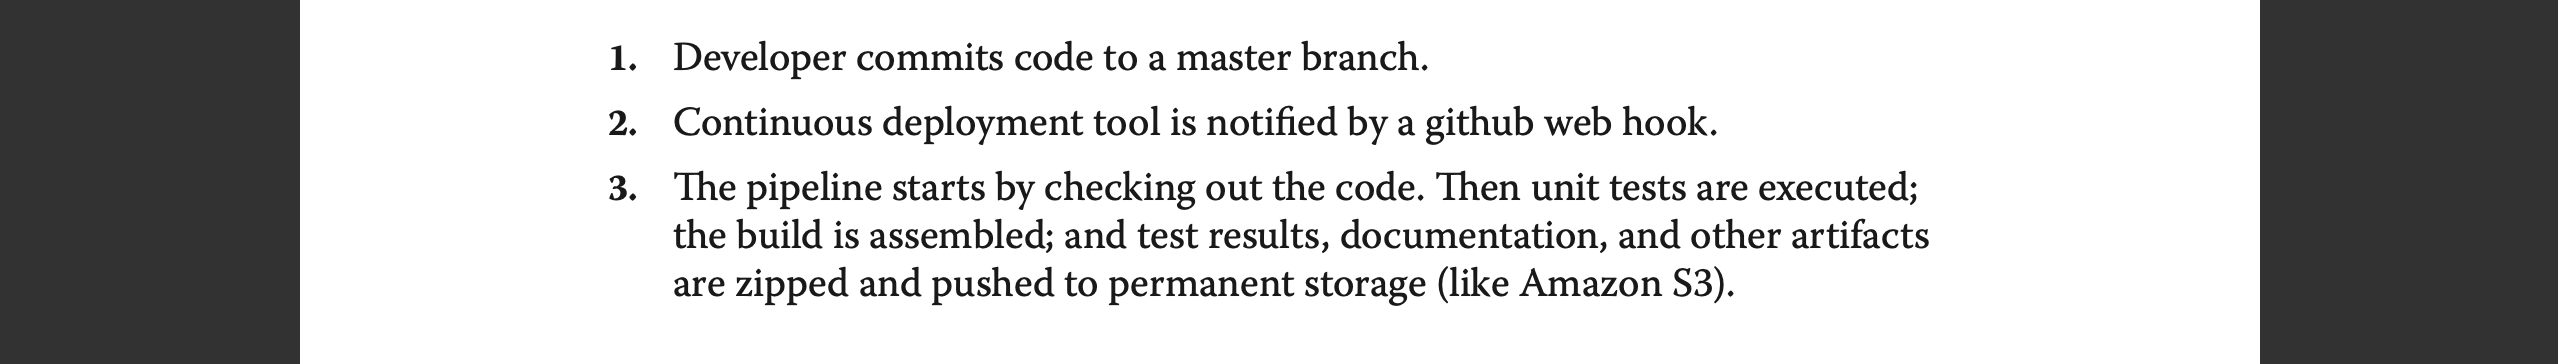 1. Developer commits code to a master branch.
2. Continuous deployment tool is notified by a github web hook.
3. The pipeline starts by checking out the code. Then unit tests are executed;
the build is assembled; and test results, documentation, and other artifacts
are zipped and pushed to permanent storage (like Amazon S3).